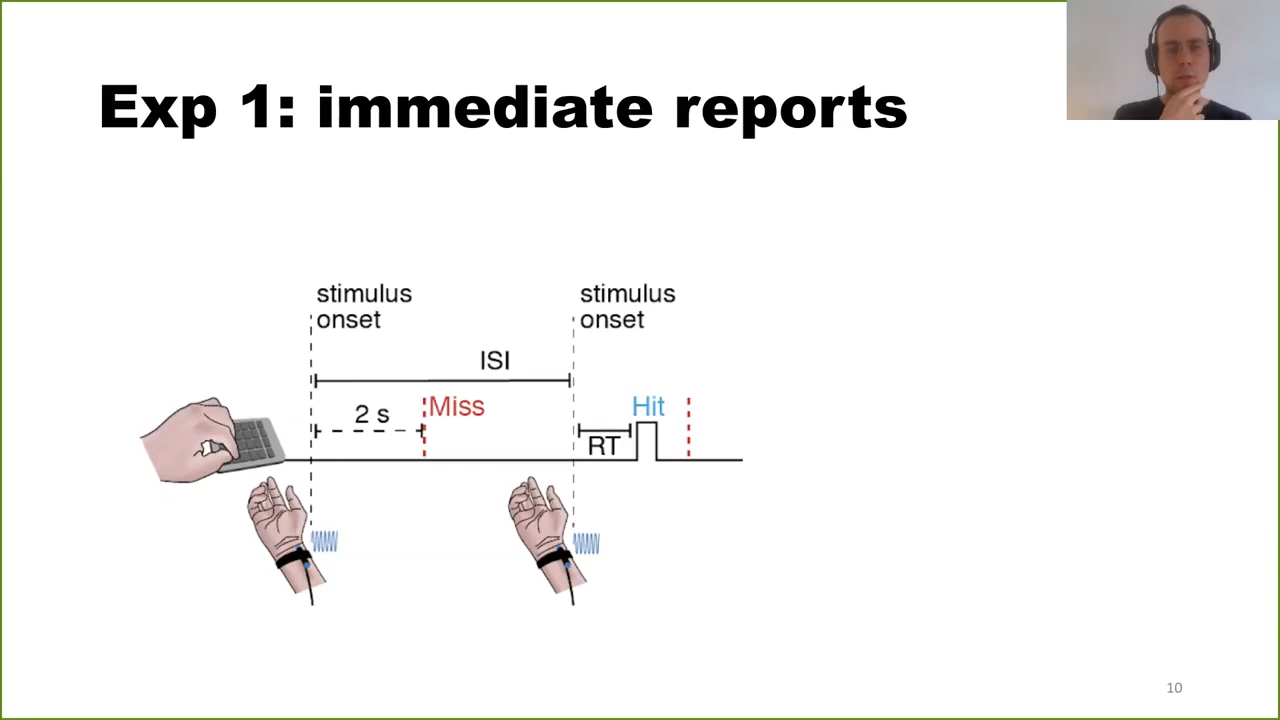 Exp 1: immediate reports
stimulus
onset
stimulus
onset
ISI
2 s
Miss
Hit
RT
10